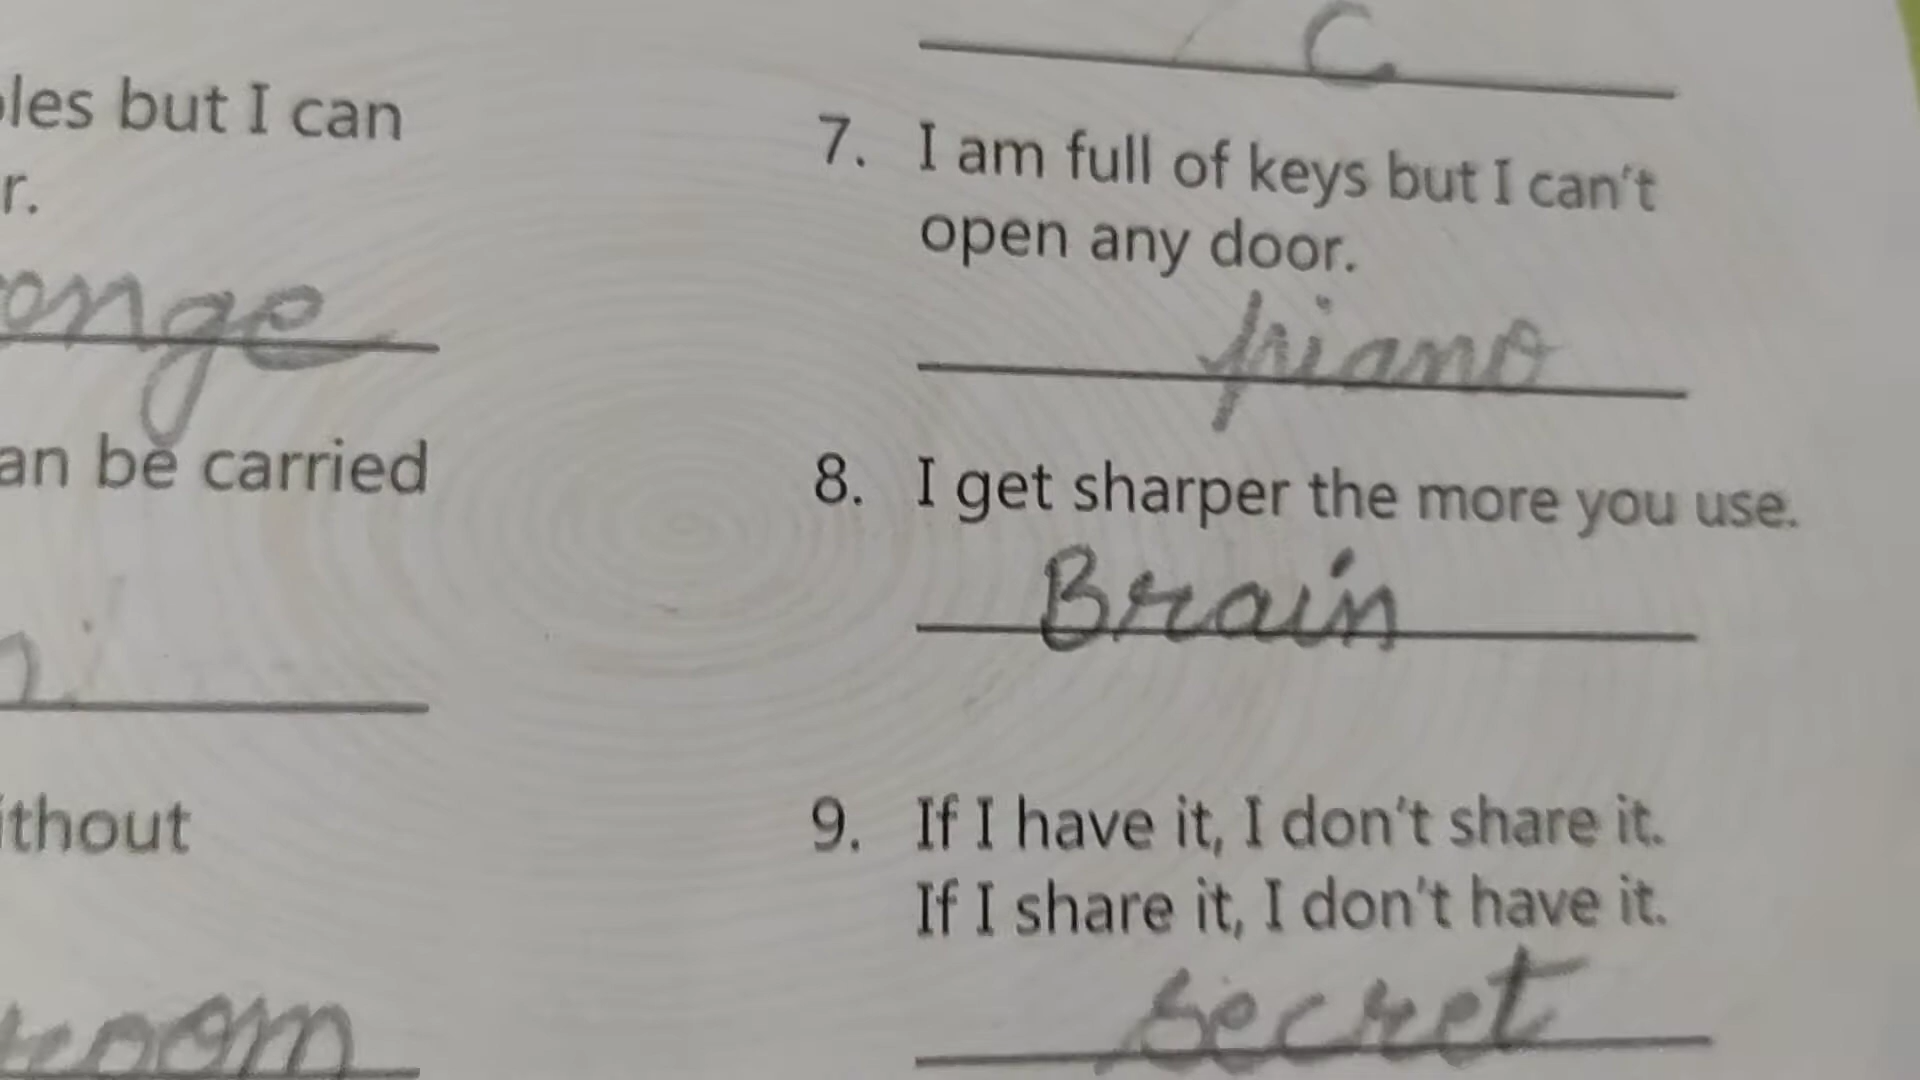 but I can
r.
onge
be carried
ithout
room
C
7. I am full of keys but I can't
open any door.
piano
8. I get sharper the more you use.
Brain
9. If I have it, I don't share it.
If I share it, I don't have it.
secret